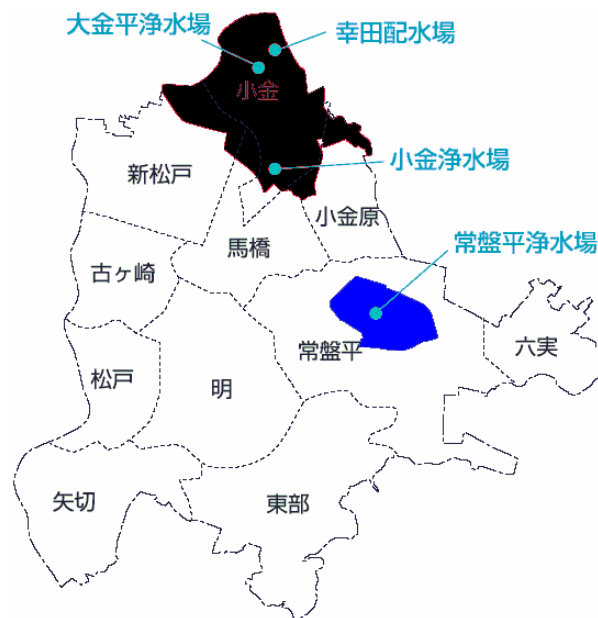 大金平浄水場
幸田配水場
小金
小金浄水場
新松戸
小金原
馬橋
常盤平浄水場
古ヶ崎
常盤平
六実
松戸
明
矢切
東部